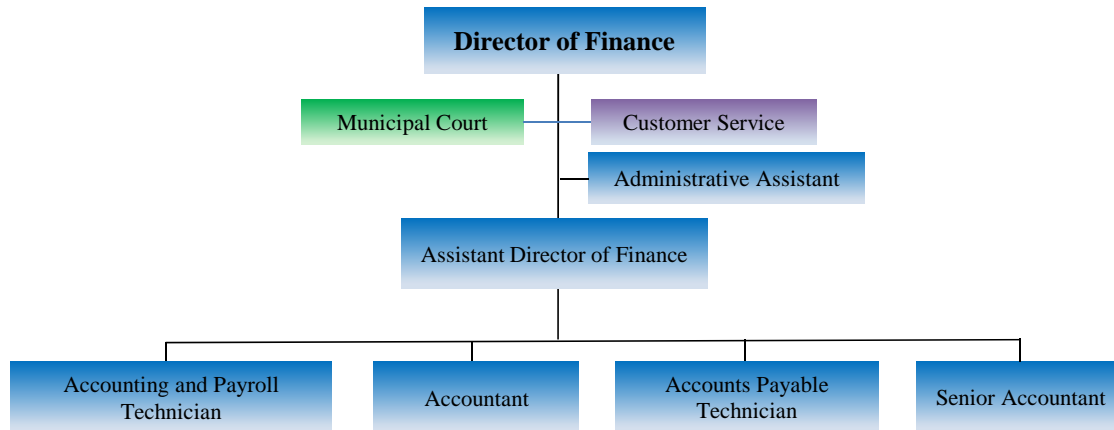 Director of Finance
Municipal Court
Customer Service
Administrative Assistant
Assistant Director of Finance
Accounting and Payroll
Technician
Accountant
Accounts Payable
Technician
Senior Accountant